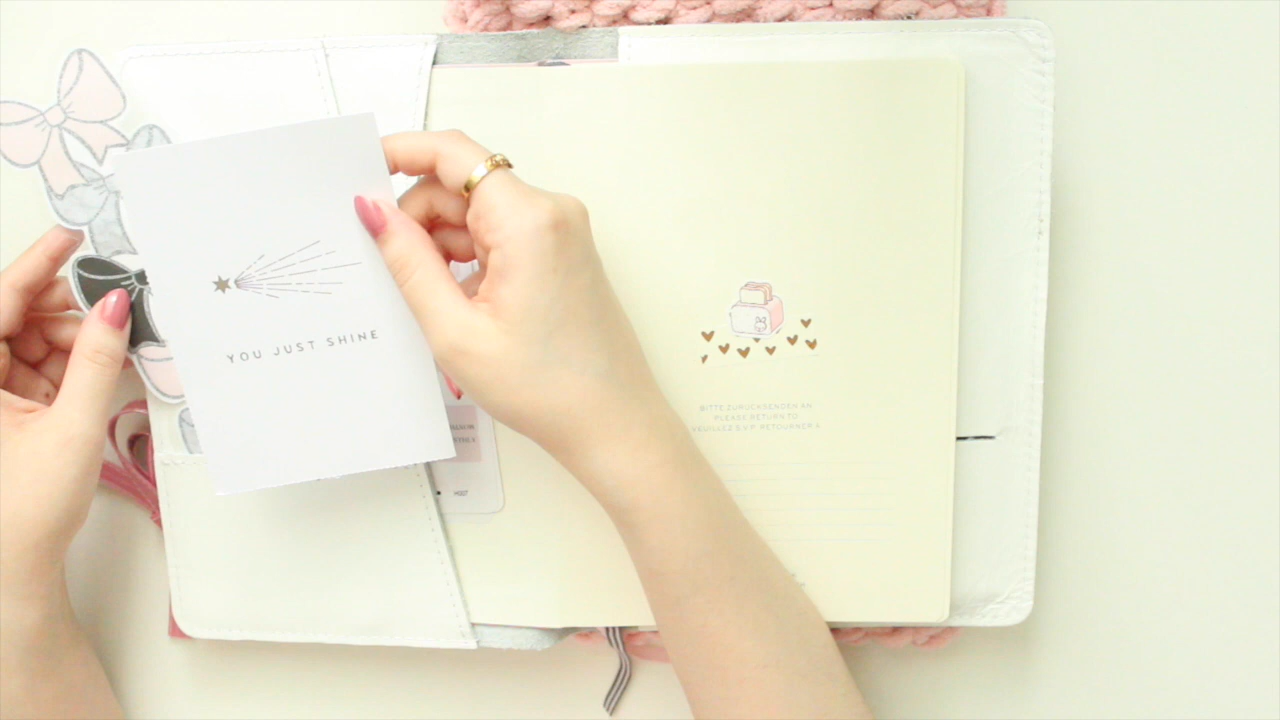 YOU JUST SHINE
BITTE ZURÜCKSENDEN AN
PLEASE RETURN TO
VEUILLEZ S.V.P. RETOURNER À